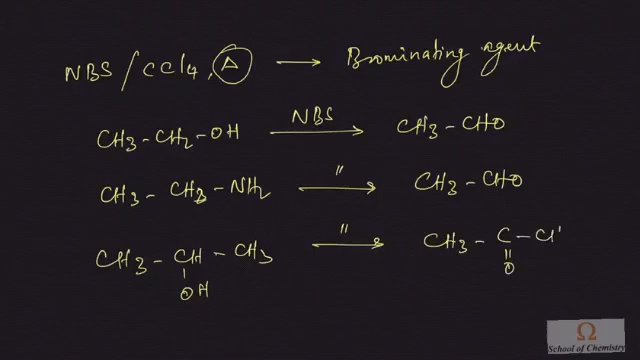 NBS / CCl4, Δ → Brominating agent
CH3 - CH2 - OH NBS → CH3 - CHO
CH3 - CH2 - NH2 " → CH3 - CHO
CH3 - CH - CH3 " → CH3 - C - Cl
OH O
Ω
School of Chemistry